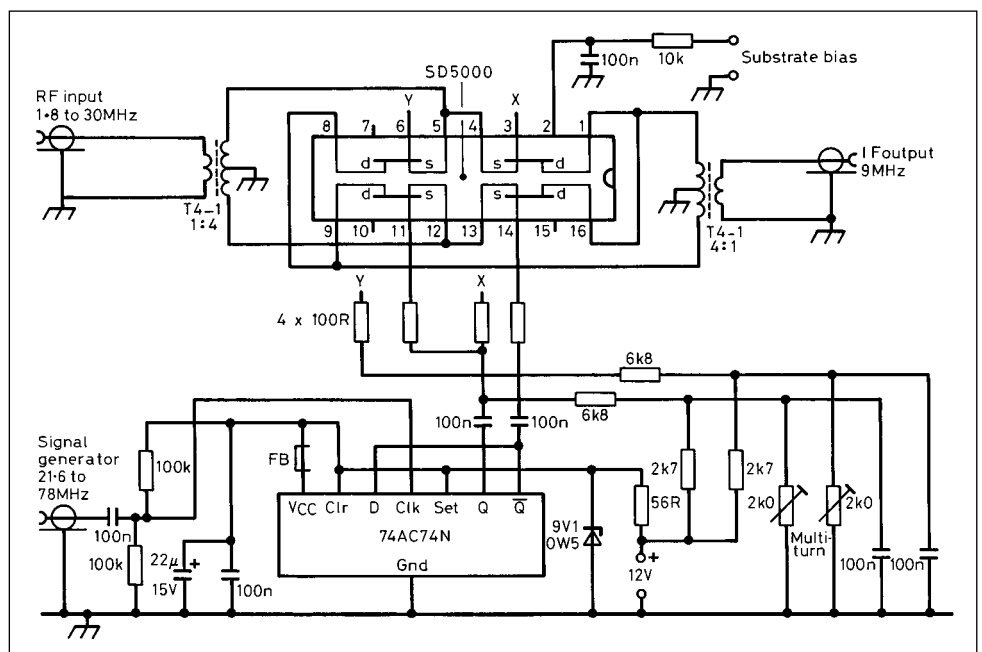 100n
10k
Substrate bias
SD5000
RF input
1·8 to 30MHz
Y
X
8
7
6
5
4
3
2
1
I Foutput
9MHz
d
s
s
d
d
s
s
d
T4-1
1:4
T4-1
4:1
9
10
11
12
13
14
15
16
Y
X
4 x 100R
6k8
6k8
100n
100n
Signal
generator
21·6 to
78MHz
100k
FB
2k7
2k7
56R
2k0
2k0
Multi-
turn
VCC
Clr
D
Clk
Set
Q
Q̅
74AC74N
Gnd
9V1
0W5
100n
100k
22μ
+
15V
100n
+
12V
100n
100n